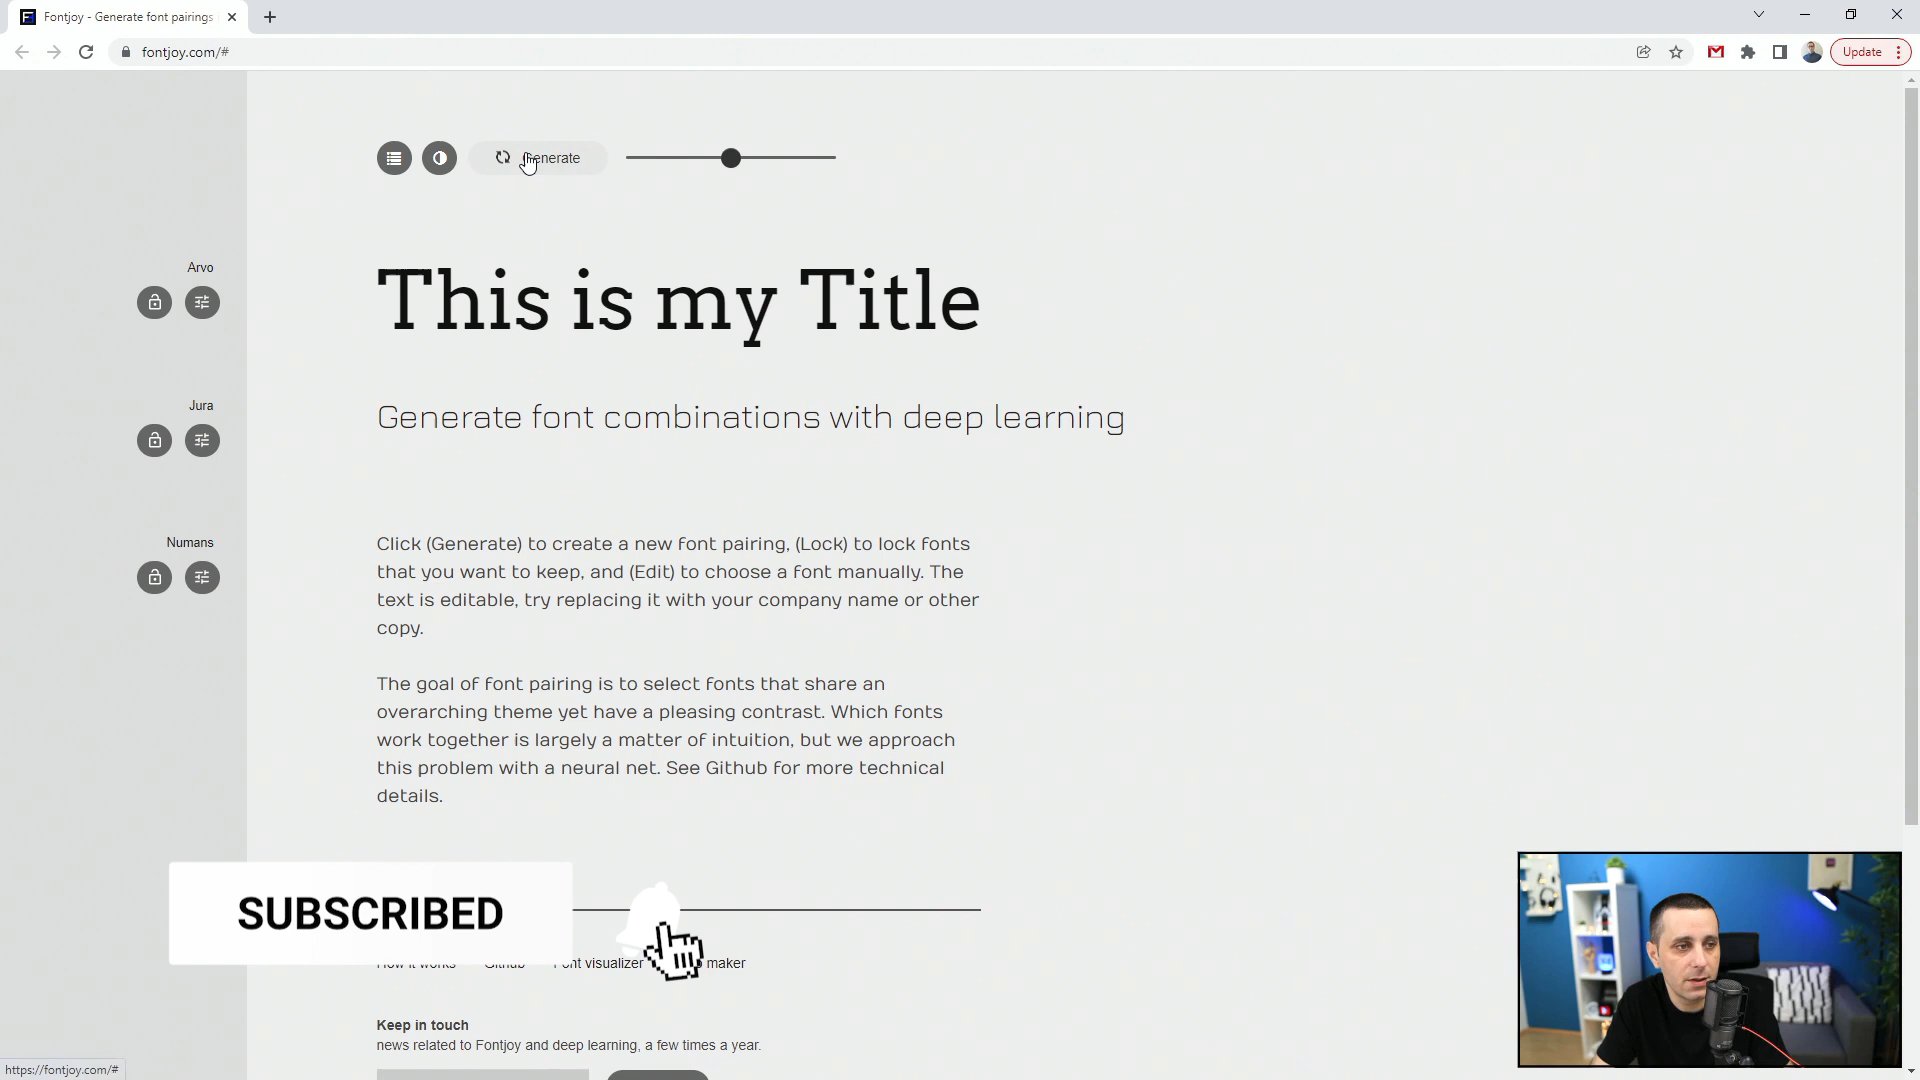 Fontjoy - Generate font pairings
fontjoy.com/#
Update
Generate
Arvo
This is my Title
Jura
Generate font combinations with deep learning
Numans
Click (Generate) to create a new font pairing, (Lock) to lock fonts
that you want to keep, and (Edit) to choose a font manually. The
text is editable, try replacing it with your company name or other
copy.
The goal of font pairing is to select fonts that share an
overarching theme yet have a pleasing contrast. Which fonts
work together is largely a matter of intuition, but we approach
this problem with a neural net. See Github for more technical
details.
SUBSCRIBED
How it works Github Font visualizer maker
Keep in touch
news related to Fontjoy and deep learning, a few times a year.
https://fontjoy.com/#